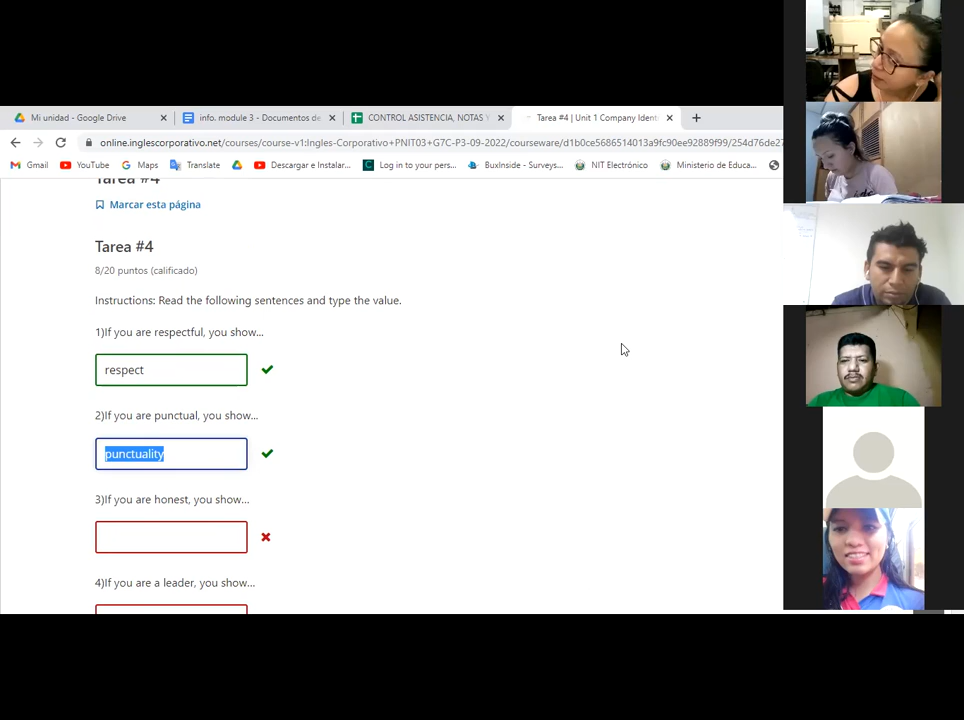 Mi unidad - Google Drive
info. module 3 - Documentos de
CONTROL ASISTENCIA, NOTAS Y
Tarea #4 | Unit 1 Company Ident
online.inglescorporativo.net/courses/course-v1:Ingles-Corporativo+PNIT03+G7C-P3-09-2022/courseware/d1b0ce5686514013a9fc90ee92889f99/254d76de27
Gmail
YouTube
Maps
Translate
Descargar e Instalar...
Log in to your pers...
BuxInside - Surveys...
NIT Electrónico
Ministerio de Educa...
Tarea #4
Marcar esta página
Tarea #4
8/20 puntos (calificado)
Instructions: Read the following sentences and type the value.
1)If you are respectful, you show...
respect
2)If you are punctual, you show...
punctuality
3)If you are honest, you show...
4)If you are a leader, you show...